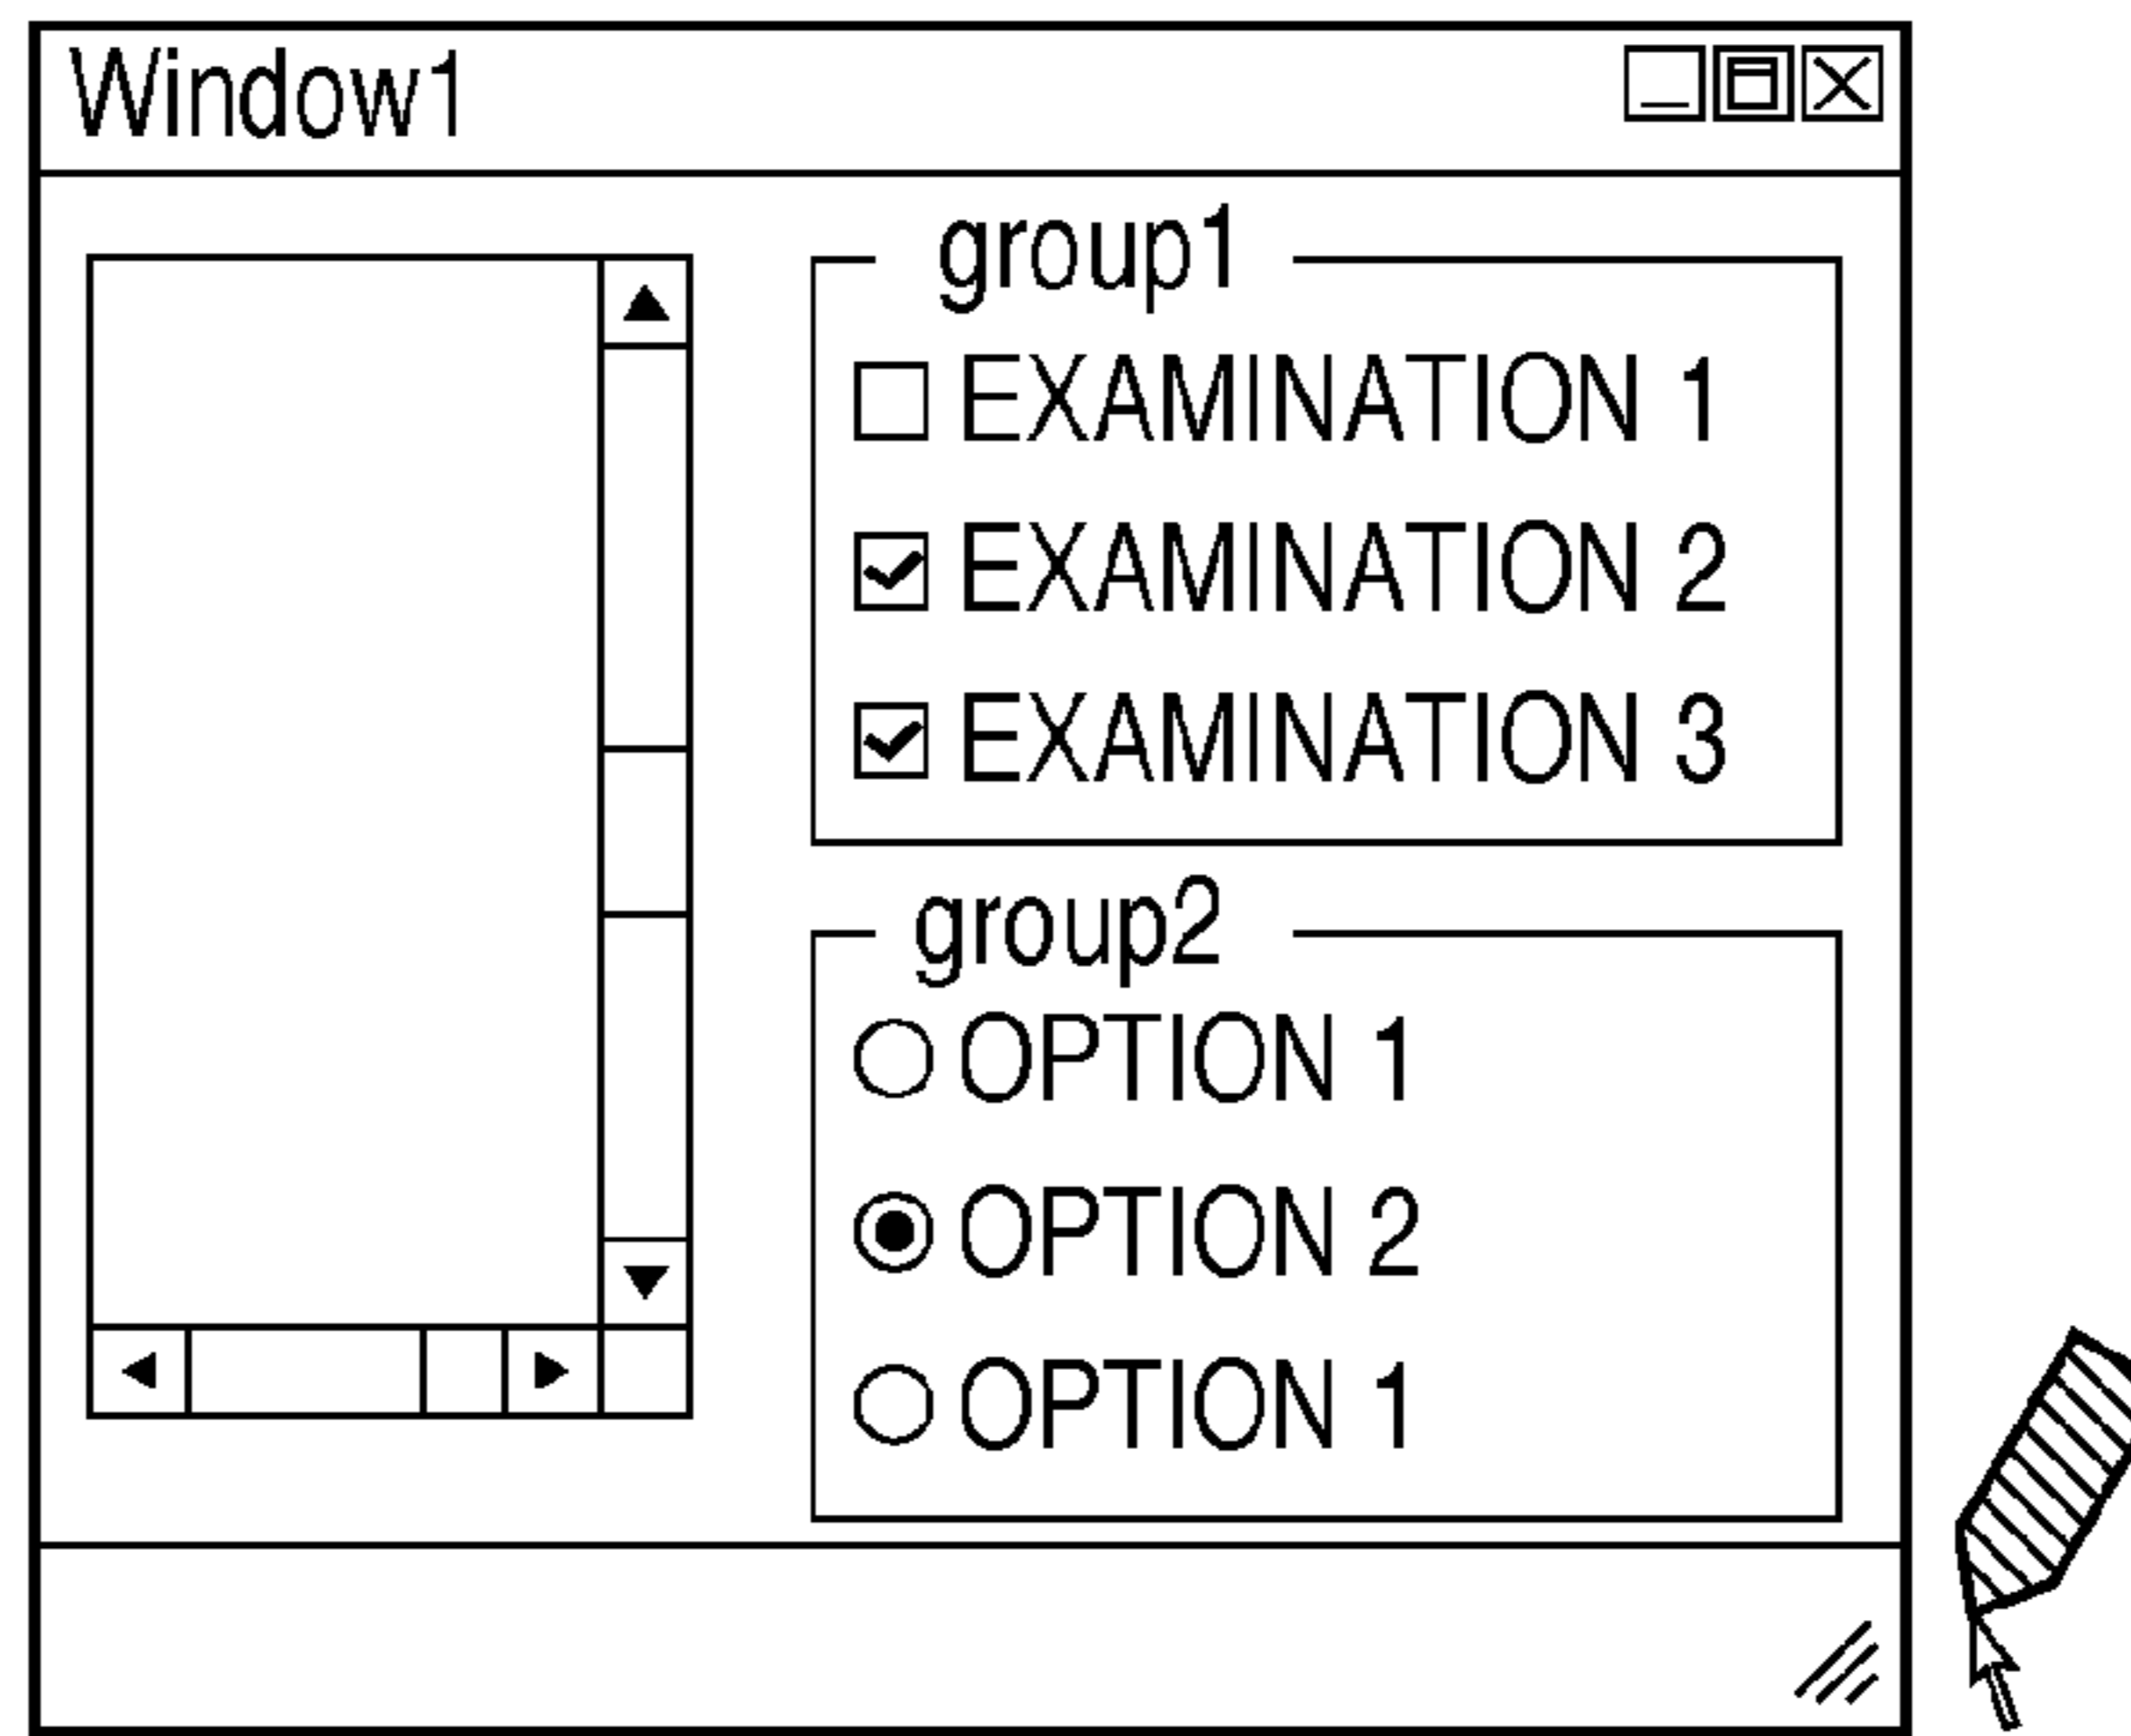 Window1
group1
EXAMINATION 1
EXAMINATION 2
EXAMINATION 3
group2
OPTION 1
OPTION 2
OPTION 1